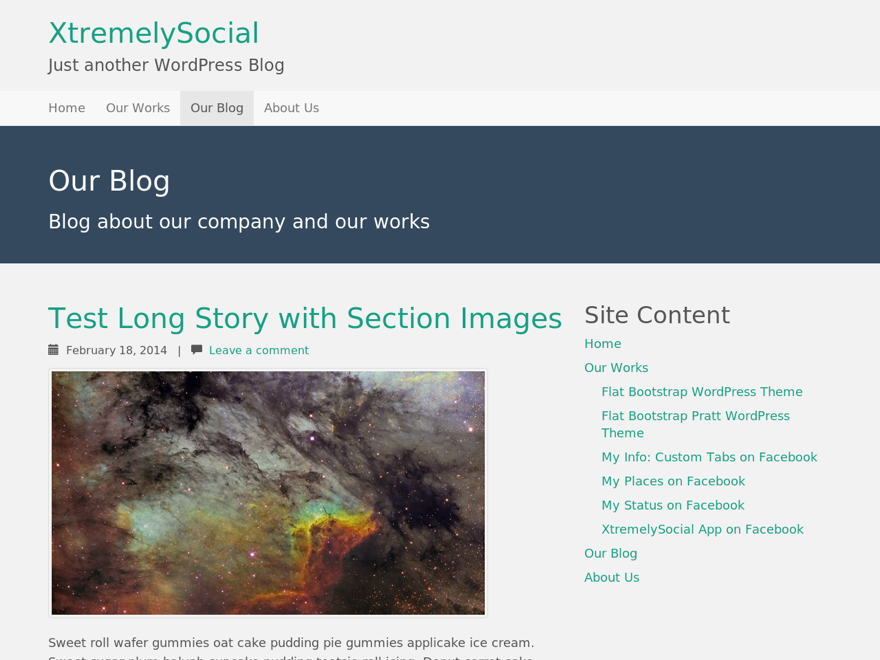 XtremelySocial
Just another WordPress Blog
Home
Our Works
Our Blog
About Us
Our Blog
Blog about our company and our works
Test Long Story with Section Images
February 18, 2014 | Leave a comment
Sweet roll wafer gummies oat cake pudding pie gummies applicake ice cream.
Site Content
Home
Our Works
Flat Bootstrap WordPress Theme
Flat Bootstrap Pratt WordPress
Theme
My Info: Custom Tabs on Facebook
My Places on Facebook
My Status on Facebook
XtremelySocial App on Facebook
Our Blog
About Us